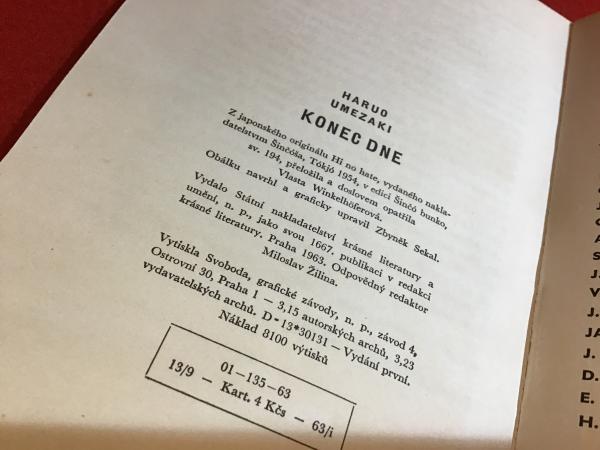 HARUO
UMEZAKI
KONEC DNE
Z japonského originálu Hi no hate, vydaného nakla-
datelstvím Šinčóša, Tókjó 1954, v edici Šinčó bunko,
sv. 194, přeložila a doslovem opatřila
Vlasta Winkelhöferová.
Obálku navrhl a graficky upravil Zbyněk Sekal.
Vydalo Státní nakladatelství krásné literatury a
umění, n. p., jako svou 1667. publikaci v redakci
krásné literatury. Praha 1963. Odpovědný redaktor
Miloslav Žilina.
Vytiskla Svoboda, grafické závody, n. p., závod 4,
Ostrovní 30, Praha 1 — 3,15 autorských archů, 3,23
vydavatelských archů. D-13*30131 — Vydání první.
Náklad 8100 výtisků
01-135-63
13/9 — Kart. 4 Kčs — 63/i
J.
V.
J.
JA
J.
D.
E.
H.